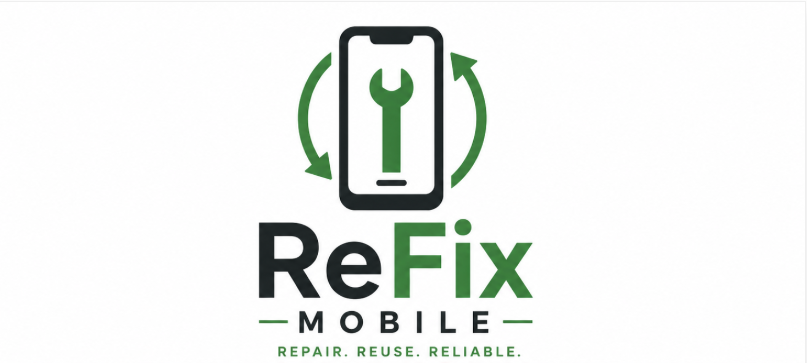 ReFix
MOBILE
REPAIR. REUSE. RELIABLE.